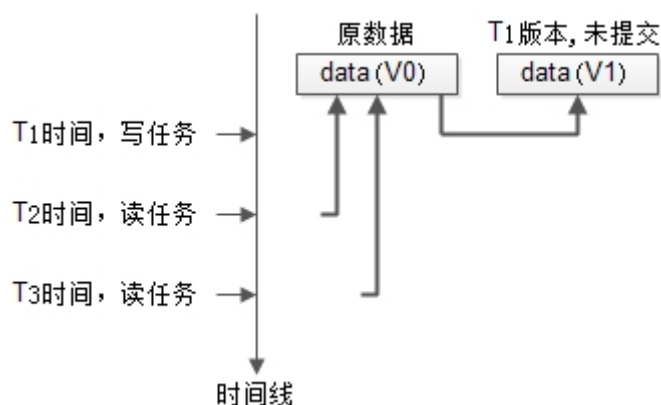 原数据
T1版本,未提交
data(V0)
data(V1)
T1时间，写任务
T2时间，读任务
T3时间，读任务
时间线